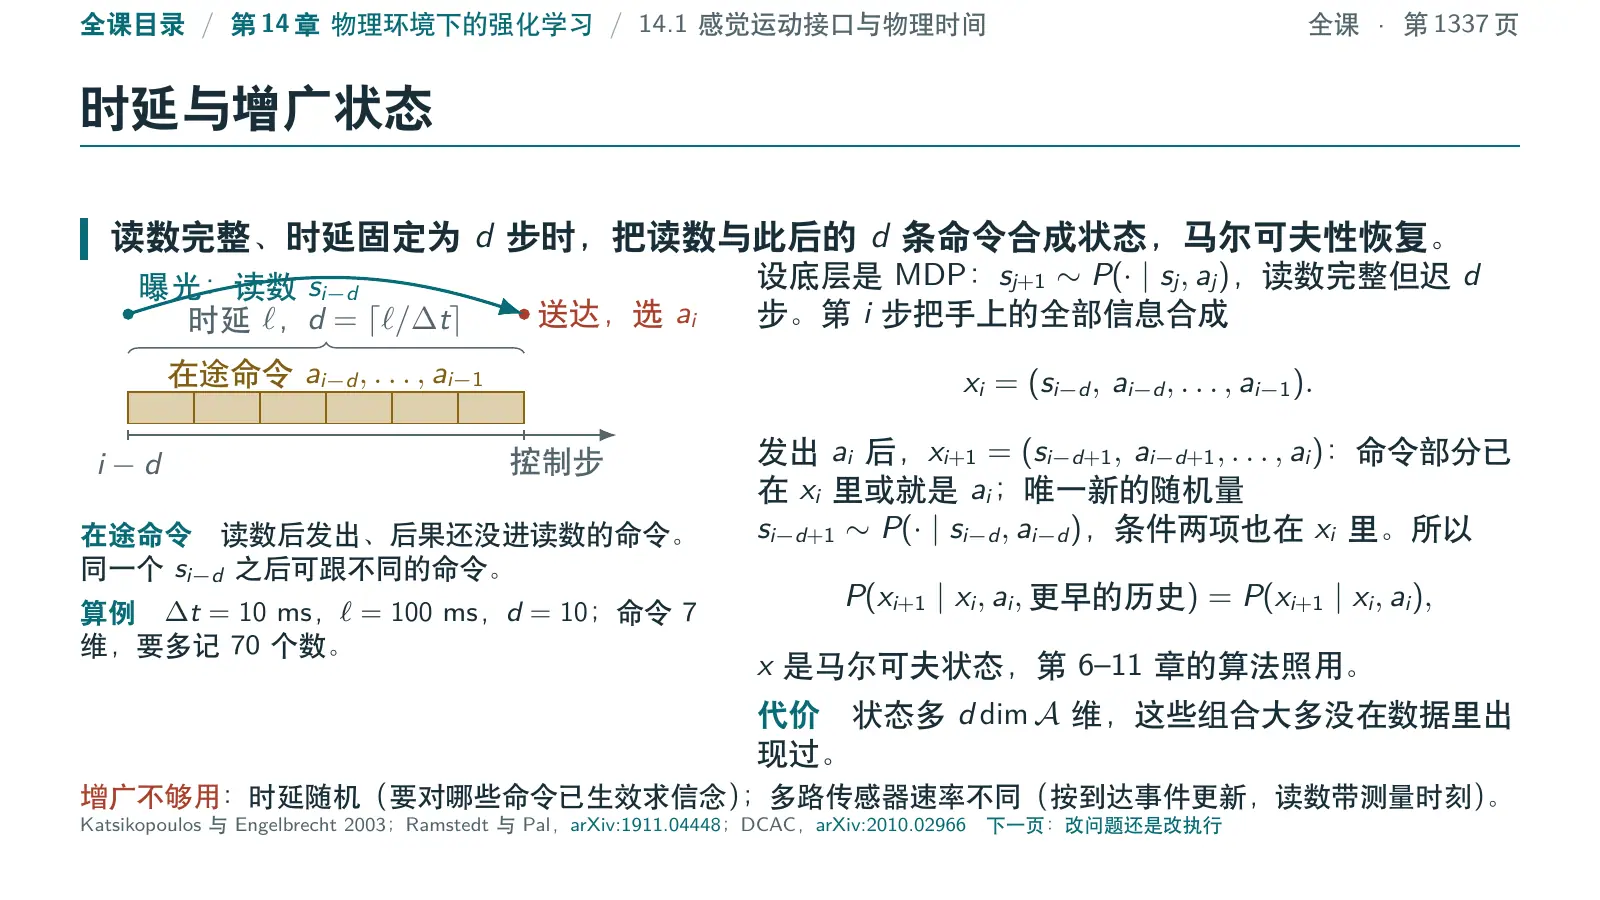 全课目录 / 第 14 章 物理环境下的强化学习 / 14.1 感觉运动接口与物理时间
全课 · 第 1337 页
时延与增广状态
读数完整、时延固定为 d 步时，把读数与此后的 d 条命令合成状态，马尔可夫性恢复。
曝光：读数 s_{i−d}
时延 ℓ，d = ⌈ℓ/Δt⌉
送达，选 a_i
在途命令 a_{i−d}, . . . , a_{i−1}
i − d
控制步
在途命令 读数后发出、后果还没进读数的命令。
同一个 s_{i−d} 之后可跟不同的命令。
算例 Δt = 10 ms，ℓ = 100 ms，d = 10；命令 7
维，要多记 70 个数。
设底层是 MDP：s_{j+1} ∼ P(· | s_j, a_j)，读数完整但迟 d
步。第 i 步把手上的全部信息合成
x_i = (s_{i−d}, a_{i−d}, . . . , a_{i−1}).
发出 a_i 后，x_{i+1} = (s_{i−d+1}, a_{i−d+1}, . . . , a_i)：命令部分已
在 x_i 里或就是 a_i；唯一新的随机量
s_{i−d+1} ∼ P(· | s_{i−d}, a_{i−d})，条件两项也在 x_i 里。所以
P(x_{i+1} | x_i, a_i, 更早的历史) = P(x_{i+1} | x_i, a_i),
x 是马尔可夫状态，第 6–11 章的算法照用。
代价 状态多 d dim 𝒜 维，这些组合大多没在数据里出
现过。
增广不够用：时延随机（要对哪些命令已生效求信念）；多路传感器速率不同（按到达事件更新，读数带测量时刻）。
Katsikopoulos 与 Engelbrecht 2003；Ramstedt 与 Pal，arXiv:1911.04448；DCAC，arXiv:2010.02966 下一页：改问题还是改执行